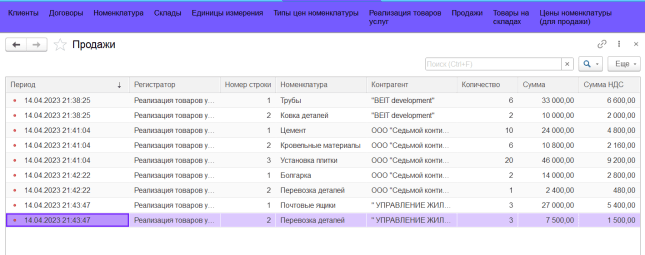 Клиенты Договоры Номенклатура Склады Единицы измерения Типы цен номенклатуры Реализация товаров услуг Продажи Товары на складах Цены номенклатуры (для продажи)
Продажи
Поиск (Ctrl+F) × Еще
Период Регистратор Номер строки Номенклатура Контрагент Количество Сумма Сумма НДС
14.04.2023 21:38:25 Реализация товаров у... 1 Трубы "BEIT development" 6 33 000,00 6 600,00
14.04.2023 21:38:25 Реализация товаров у... 2 Ковка деталей "BEIT development" 2 10 000,00 2 000,00
14.04.2023 21:41:04 Реализация товаров у... 1 Цемент ООО "Седьмой конти... 10 24 000,00 4 800,00
14.04.2023 21:41:04 Реализация товаров у... 2 Кровельные материалы ООО "Седьмой конти... 6 10 800,00 2 160,00
14.04.2023 21:41:04 Реализация товаров у... 3 Установка плитки ООО "Седьмой конти... 20 46 000,00 9 200,00
14.04.2023 21:42:22 Реализация товаров у... 1 Болгарка ООО "Седьмой конти... 2 14 000,00 2 800,00
14.04.2023 21:42:22 Реализация товаров у... 2 Перевозка деталей ООО "Седьмой конти... 1 2 400,00 480,00
14.04.2023 21:43:47 Реализация товаров у... 1 Почтовые ящики " УПРАВЛЕНИЕ ЖИЛ... 3 27 000,00 5 400,00
14.04.2023 21:43:47 Реализация товаров у... 2 Перевозка деталей " УПРАВЛЕНИЕ ЖИЛ... 3 7 500,00 1 500,00